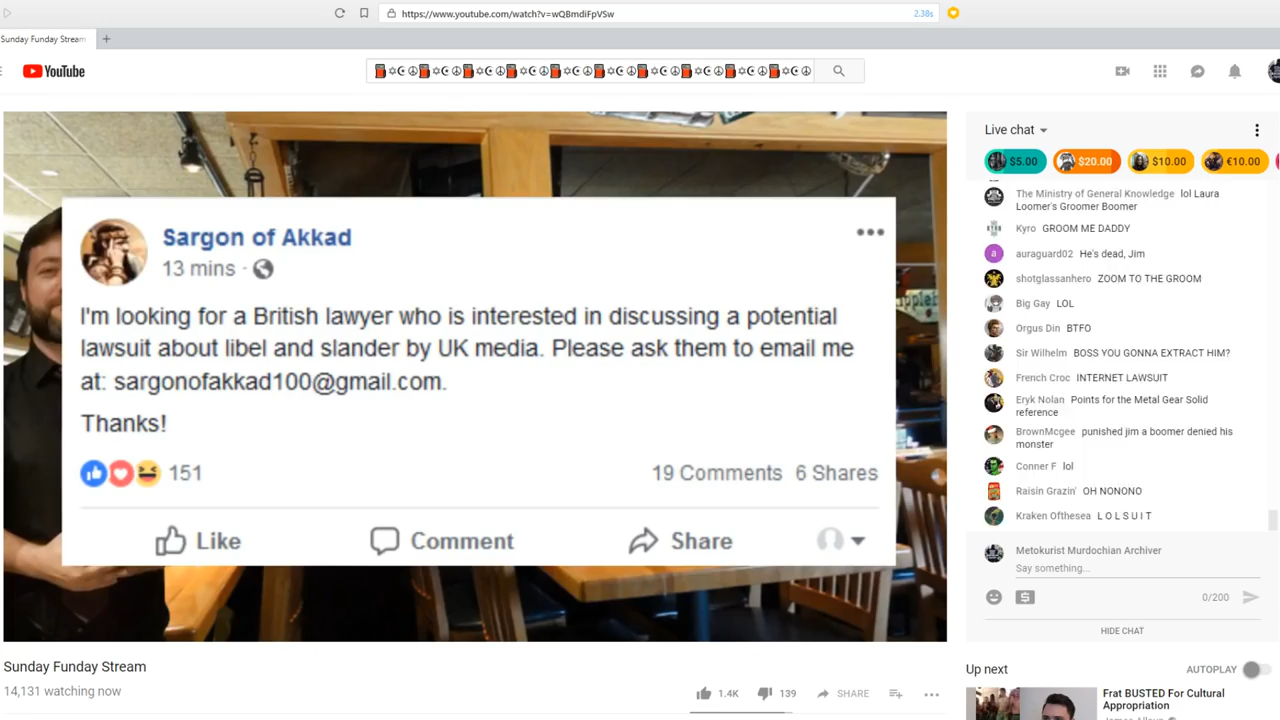 https://www.youtube.com/watch?v=wQBmdiFpVSw
2.38s
Sunday Funday Stream
YouTube
Live chat
$5.00
$20.00
$10.00
€10.00
Sargon of Akkad
13 mins
I'm looking for a British lawyer who is interested in discussing a potential
lawsuit about libel and slander by UK media. Please ask them to email me
at: sargonofakkad100@gmail.com.
Thanks!
151
19 Comments 6 Shares
Like
Comment
Share
The Ministry of General Knowledge lol Laura
Loomer's Groomer Boomer
Kyro GROOM ME DADDY
auraguard02 He's dead, Jim
shotglassanhero ZOOM TO THE GROOM
Big Gay LOL
Orgus Din BTFO
Sir Wilhelm BOSS YOU GONNA EXTRACT HIM?
French Croc INTERNET LAWSUIT
Eryk Nolan Points for the Metal Gear Solid
reference
BrownMcgee punished jim a boomer denied his
monster
Conner F lol
Raisin Grazin' OH NONONO
Kraken Ofthesea L O L S U I T
Metokurist Murdochian Archiver
Say something...
0/200
HIDE CHAT
Sunday Funday Stream
14,131 watching now
1.4K
139
SHARE
Up next
AUTOPLAY
Frat BUSTED For Cultural
Appropriation